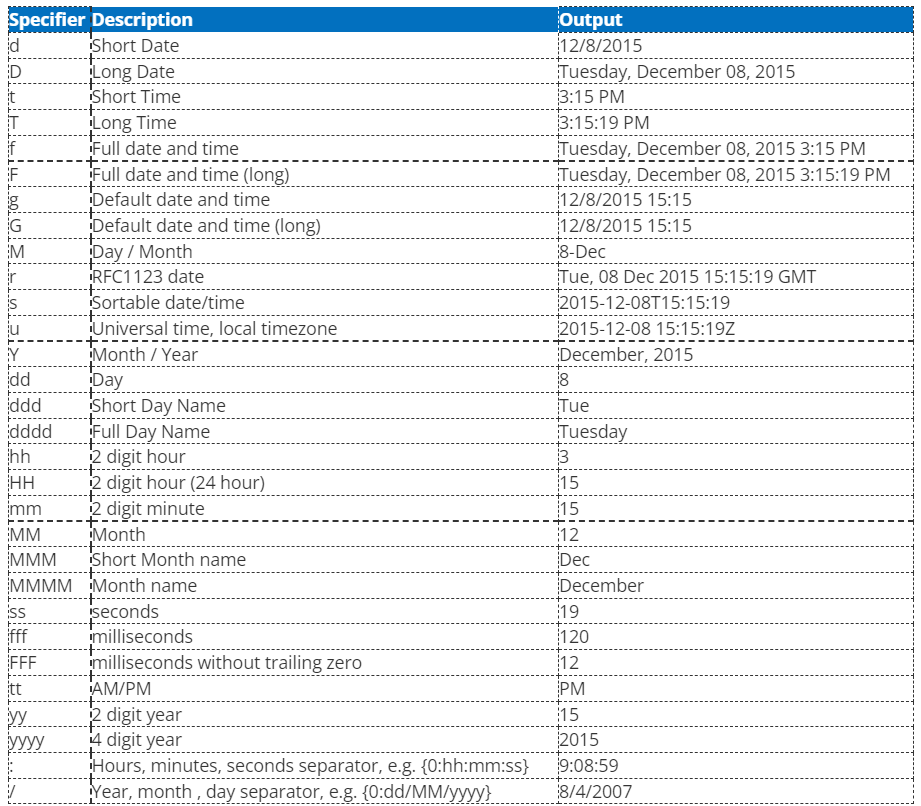 Specifier Description Output
d Short Date 12/8/2015
D Long Date Tuesday, December 08, 2015
t Short Time 3:15 PM
T Long Time 3:15:19 PM
f Full date and time Tuesday, December 08, 2015 3:15 PM
F Full date and time (long) Tuesday, December 08, 2015 3:15:19 PM
g Default date and time 12/8/2015 15:15
G Default date and time (long) 12/8/2015 15:15
M Day / Month 8-Dec
r RFC1123 date Tue, 08 Dec 2015 15:15:19 GMT
s Sortable date/time 2015-12-08T15:15:19
u Universal time, local timezone 2015-12-08 15:15:19Z
Y Month / Year December, 2015
dd Day 8
ddd Short Day Name Tue
dddd Full Day Name Tuesday
hh 2 digit hour 3
HH 2 digit hour (24 hour) 15
mm 2 digit minute 15
MM Month 12
MMM Short Month name Dec
MMMM Month name December
ss seconds 19
fff milliseconds 120
FFF milliseconds without trailing zero 12
tt AM/PM PM
yy 2 digit year 15
yyyy 4 digit year 2015
: Hours, minutes, seconds separator, e.g. {0:hh:mm:ss} 9:08:59
/ Year, month , day separator, e.g. {0:dd/MM/yyyy} 8/4/2007